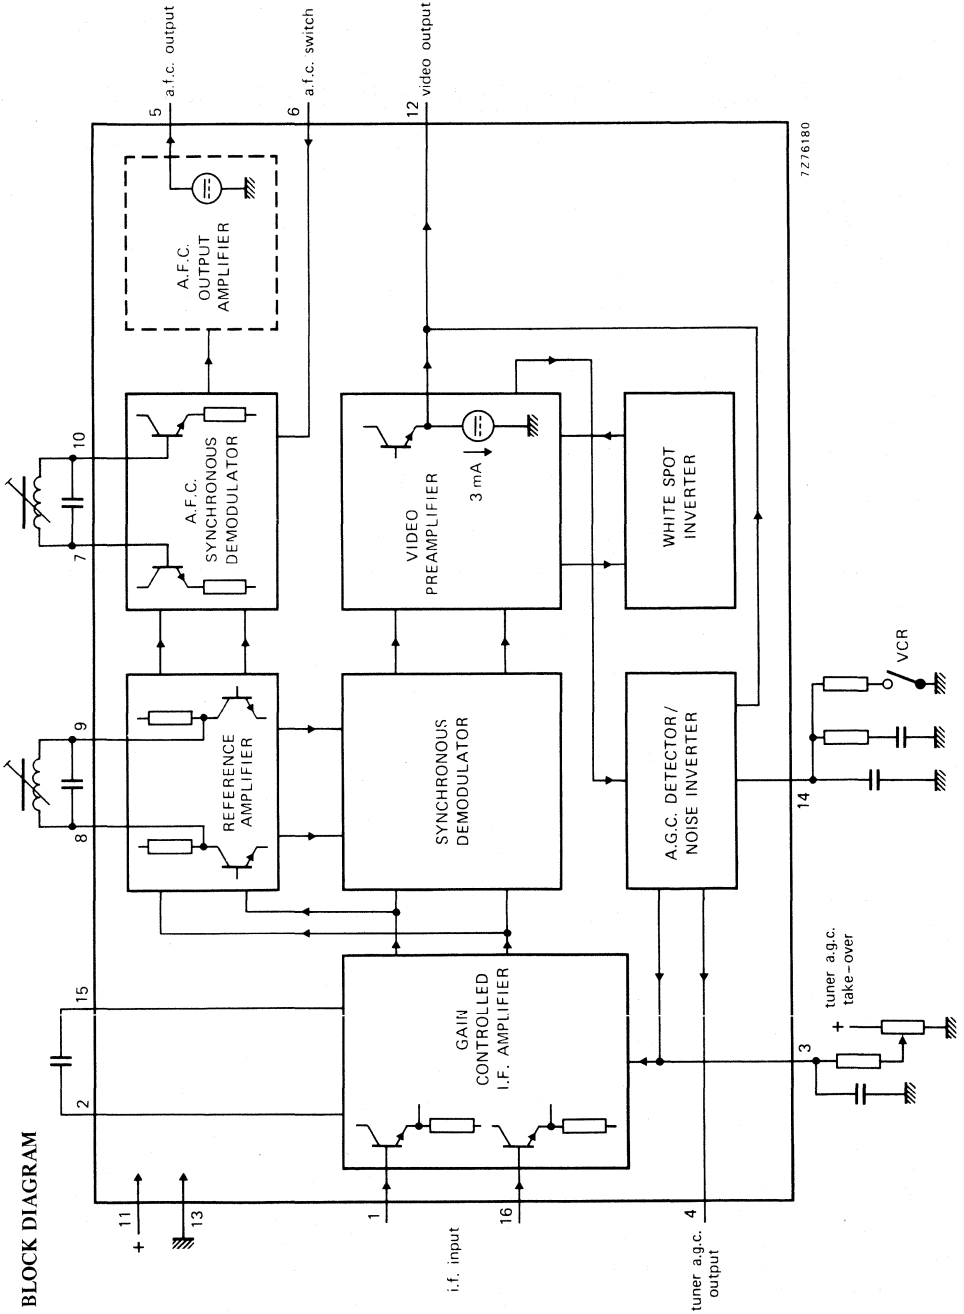 BLOCK DIAGRAM
2
15
8
9
7
10
11
+
13
REFERENCE
AMPLIFIER
A.F.C.
SYNCHRONOUS
DEMODULATOR
A.F.C.
OUTPUT
AMPLIFIER
5
a.f.c. output
6
a.f.c. switch
1
16
i.f. input
GAIN
CONTROLLED
I.F. AMPLIFIER
SYNCHRONOUS
DEMODULATOR
VIDEO
PREAMPLIFIER
3 mA
12
video output
4
tuner a.g.c.
output
A.G.C. DETECTOR/
NOISE INVERTER
WHITE SPOT
INVERTER
3
+
tuner a.g.c.
take-over
14
VCR
7Z76180